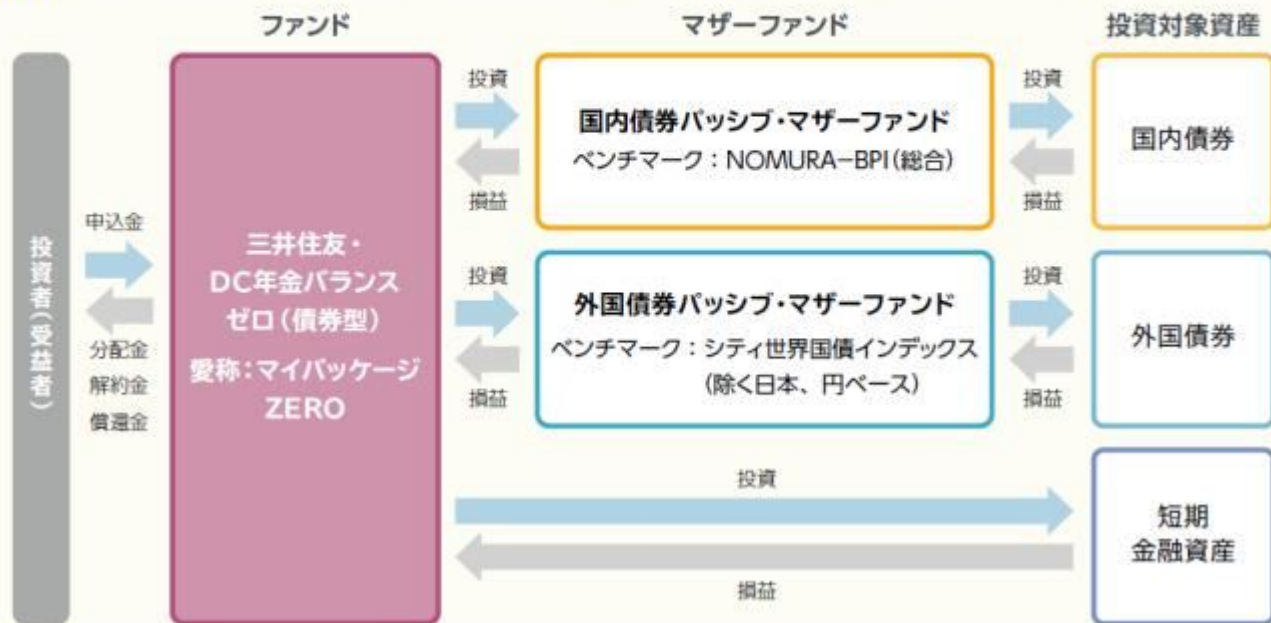 ファンド
マザーファンド
投資対象資産
投資者(受益者)
申込金
分配金
解約金
償還金
三井住友・
DC年金バランス
ゼロ(債券型)
愛称:マイパッケージ
ZERO
投資
損益
国内債券パッシブ・マザーファンド
ベンチマーク:NOMURA−BPI(総合)
投資
損益
国内債券
投資
損益
外国債券パッシブ・マザーファンド
ベンチマーク:シティ世界国債インデックス
(除く日本、円ベース)
投資
損益
外国債券
投資
損益
短期
金融資産